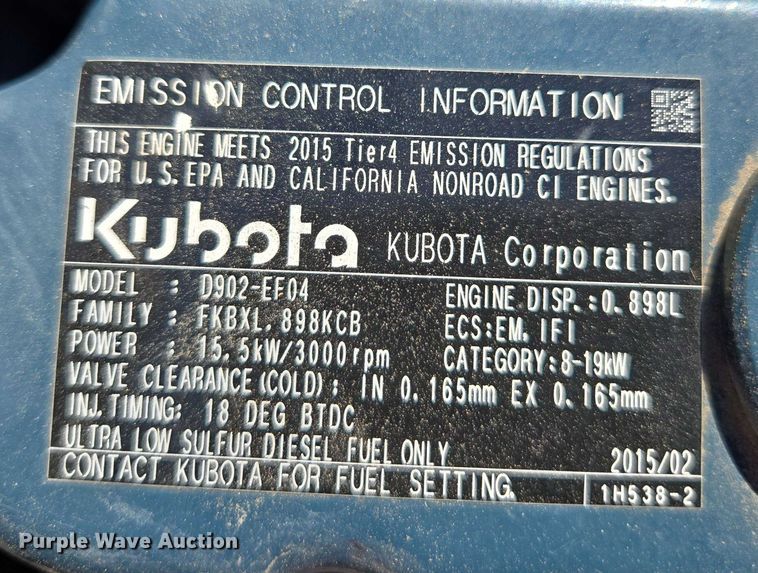 EMISSION CONTROL INFORMATION
THIS ENGINE MEETS 2015 Tier4 EMISSION REGULATIONS
FOR U.S.EPA AND CALIFORNIA NONROAD CI ENGINES.
Kubota KUBOTA Corporation
MODEL : D902-EF04 ENGINE DISP.:0.898L
FAMILY : FKBXL.898KCB ECS:EM.IFI
POWER : 15.5kW/3000rpm CATEGORY:8-19kW
VALVE CLEARANCE(COLD): IN 0.165mm EX 0.165mm
INJ.TIMING: 18 DEG BTDC
ULTRA LOW SULFUR DIESEL FUEL ONLY 2015/02
CONTACT KUBOTA FOR FUEL SETTING. 1H538-2
Purple Wave Auction